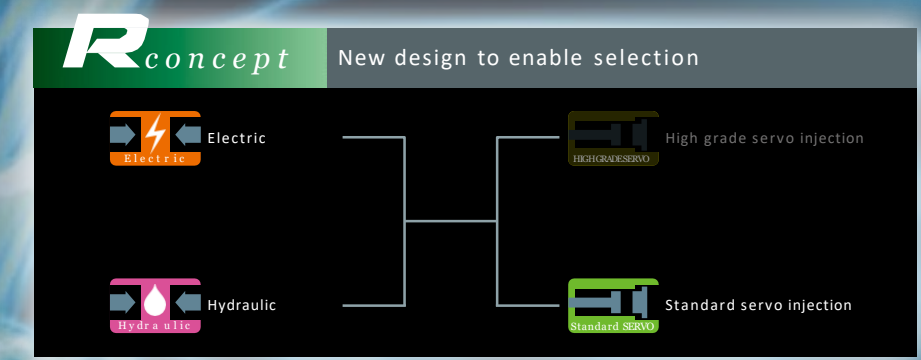 R concept
New design to enable selection
Electric
Electric
HIGH GRADE SERVO
High grade servo injection
Hydraulic
Hydraulic
Standard SERVO
Standard servo injection